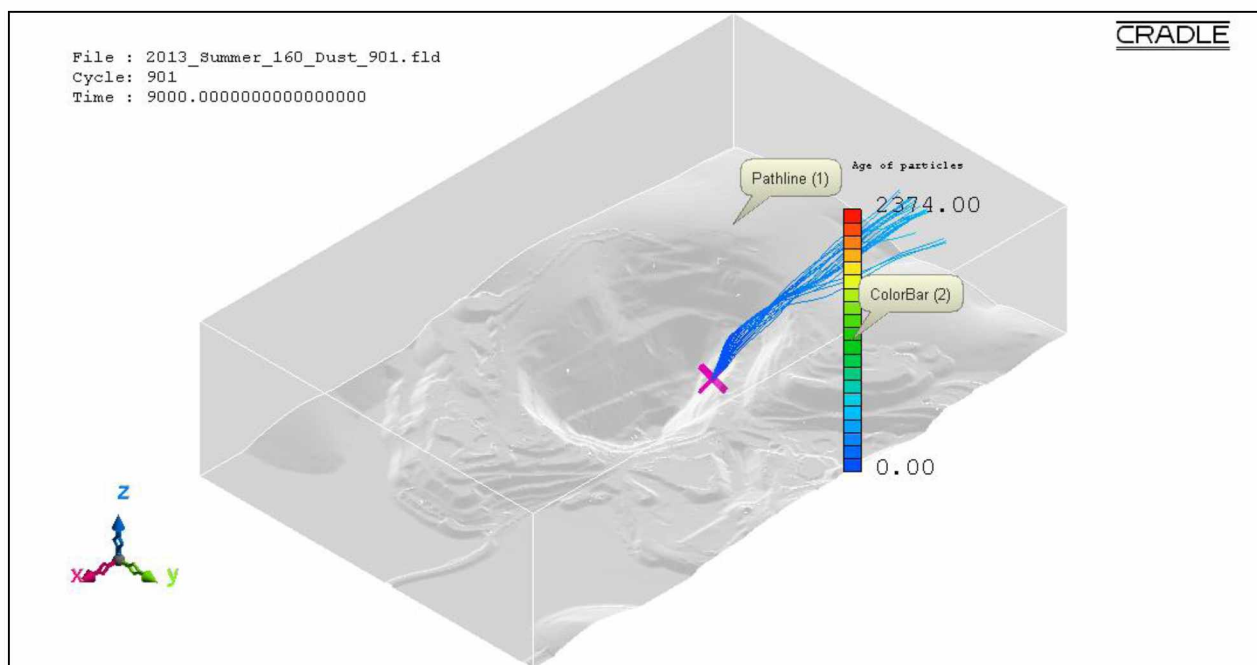 CRADLE
File : 2013_Summer_160_Dust_901.fld
Cycle: 901
Time : 9000.0000000000000000
Age of particles
Pathline (1)
2374.00
ColorBar (2)
0.00
z
x
y